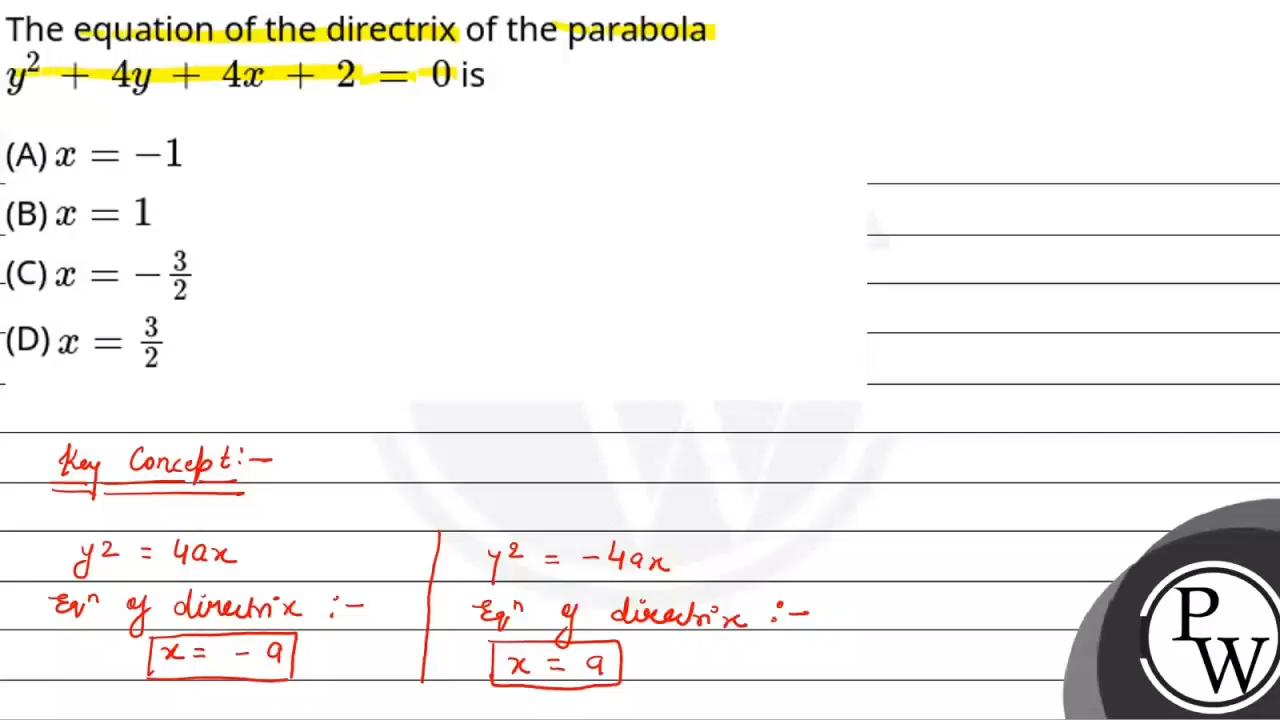 The equation of the directrix of the parabola
y² + 4y + 4x + 2 = 0 is
(A) x = −1
(B) x = 1
(C) x = −3/2
(D) x = 3/2
Key Concept:−
y² = 4ax
Eqⁿ of directrix :−
x = − a
y² = −4ax
Eqⁿ of directrix :−
x = a
P
W